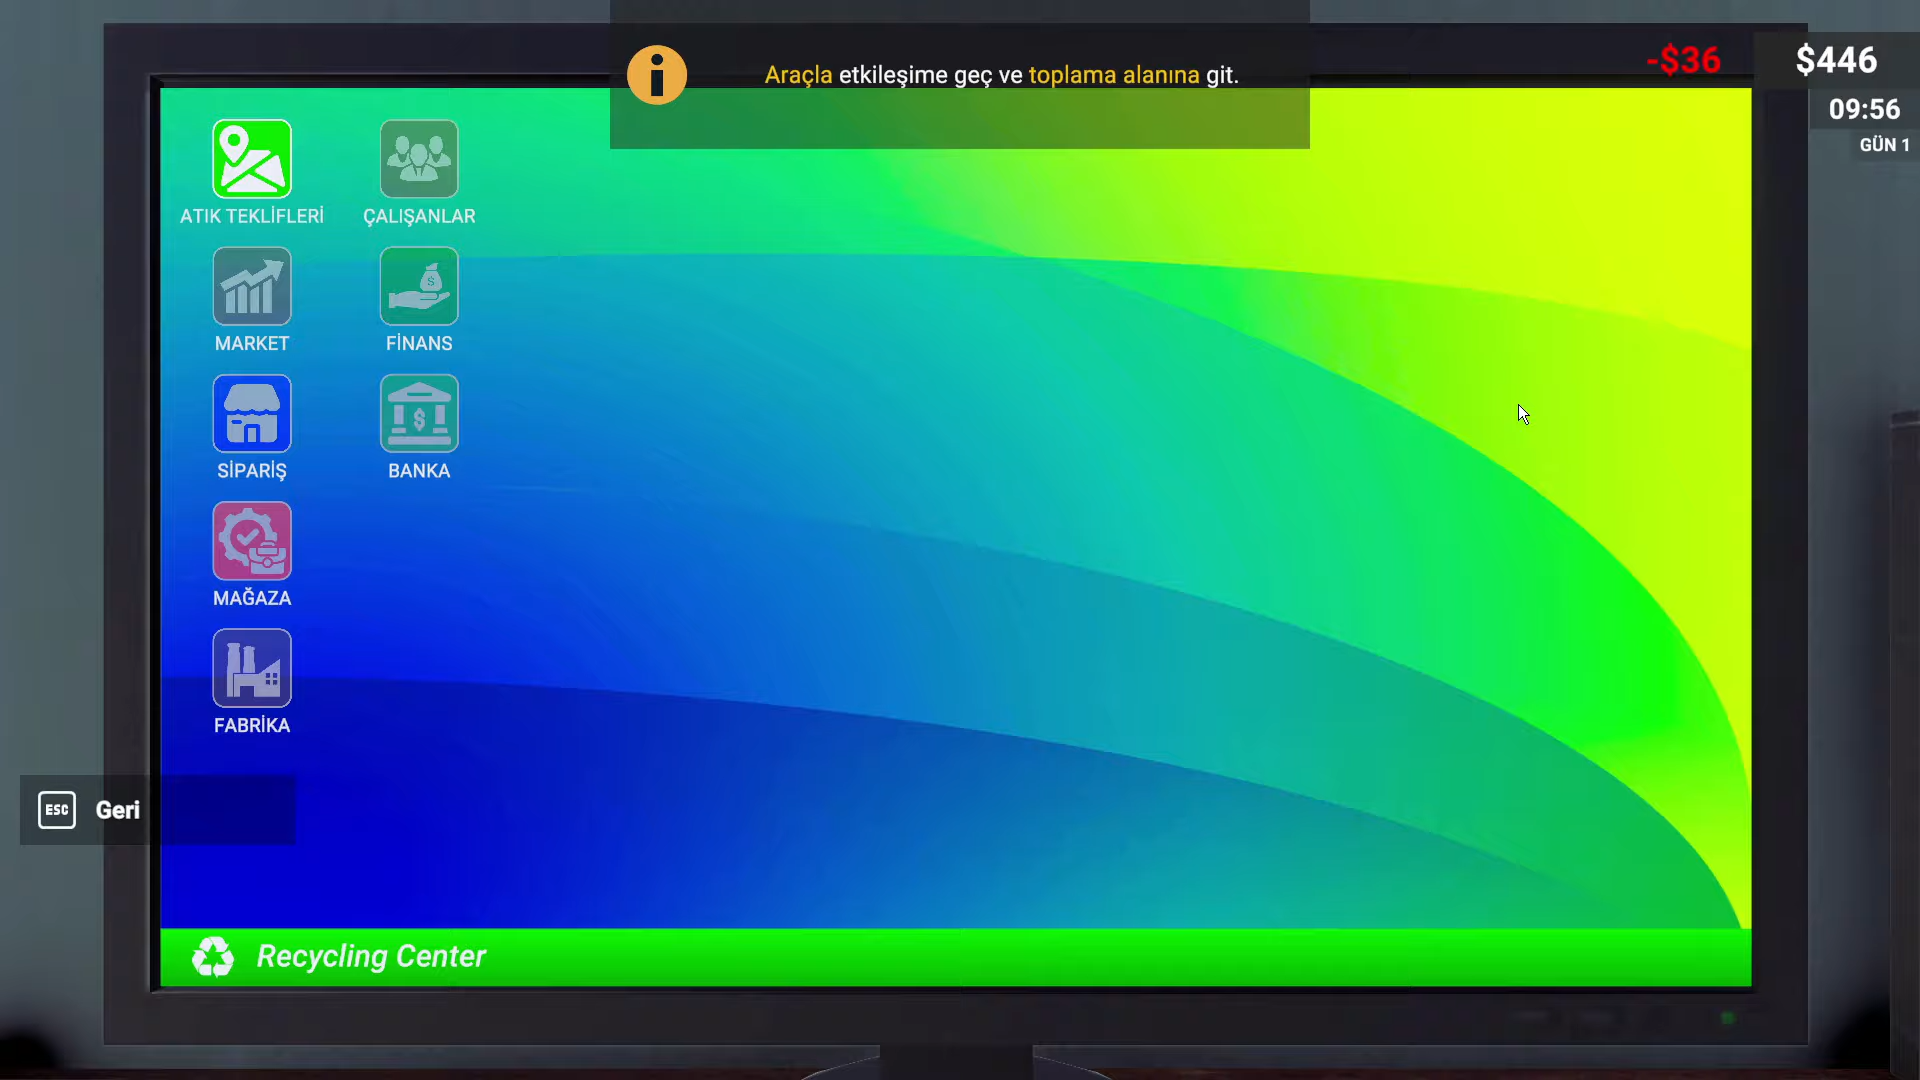 Araçla etkileşime geç ve toplama alanına git.
-$36
$446
09:56
GÜN 1
ATIK TEKLİFLERİ
ÇALIŞANLAR
MARKET
FİNANS
$
SİPARİŞ
BANKA
$
MAĞAZA
FABRİKA
ESC Geri
Recycling Center